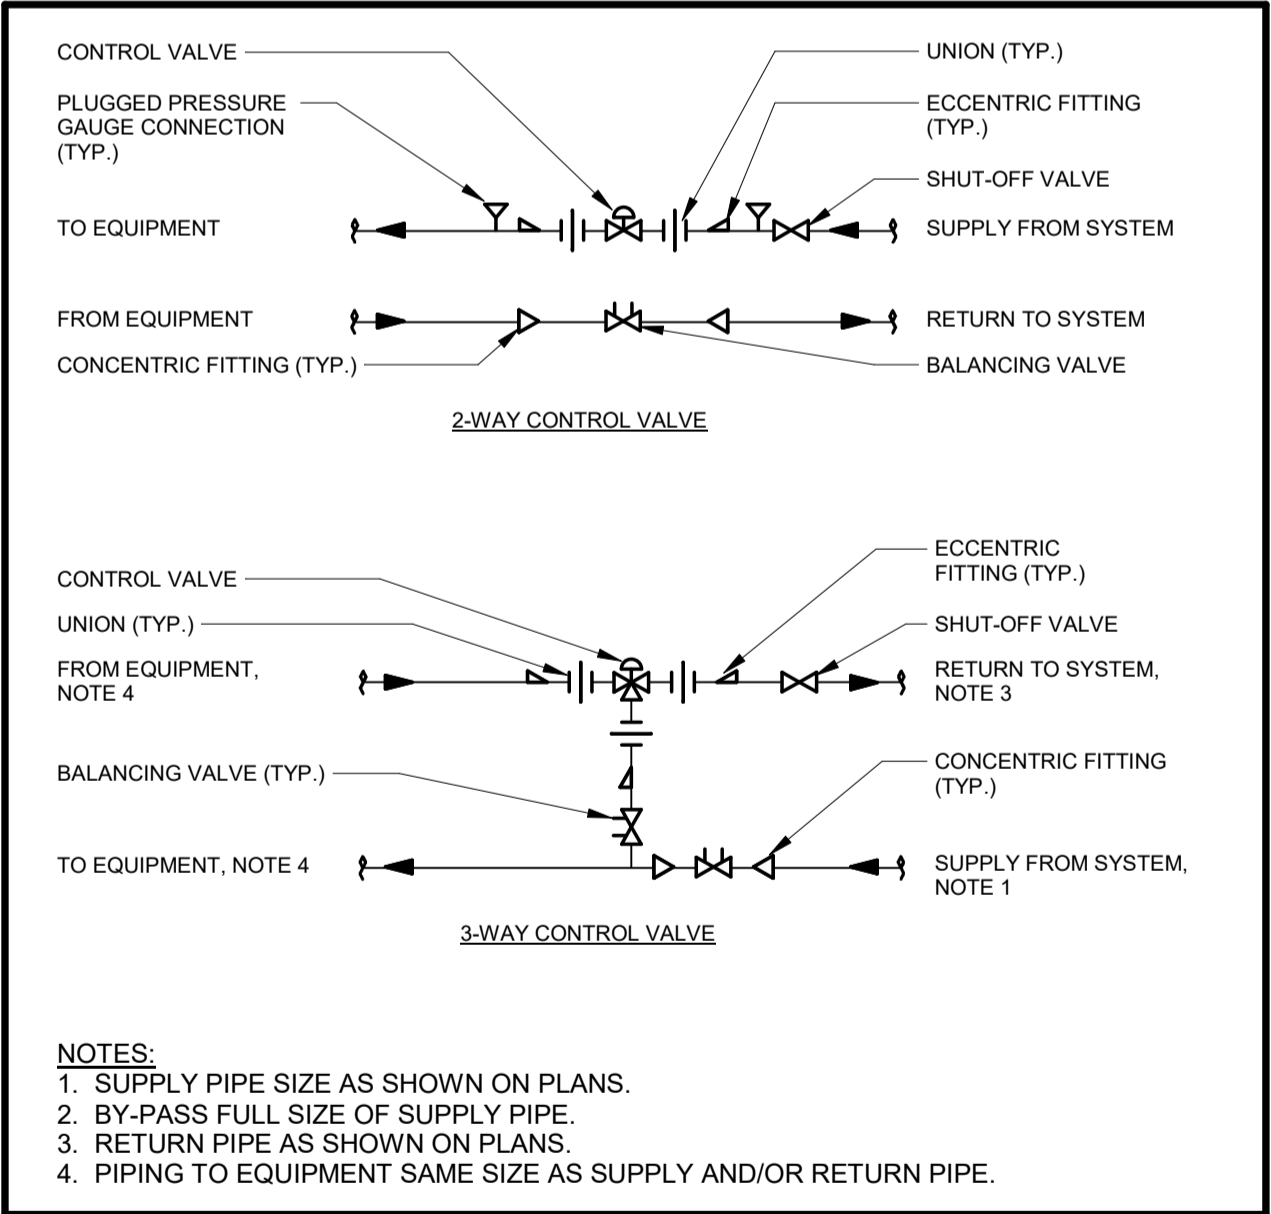 CONTROL VALVE
UNION (TYP.)
PLUGGED PRESSURE
GAUGE CONNECTION
(TYP.)
ECCENTRIC FITTING
(TYP.)
SHUT-OFF VALVE
TO EQUIPMENT
SUPPLY FROM SYSTEM
FROM EQUIPMENT
RETURN TO SYSTEM
CONCENTRIC FITTING (TYP.)
BALANCING VALVE
2-WAY CONTROL VALVE
ECCENTRIC
FITTING (TYP.)
CONTROL VALVE
UNION (TYP.)
SHUT-OFF VALVE
FROM EQUIPMENT,
NOTE 4
RETURN TO SYSTEM,
NOTE 3
BALANCING VALVE (TYP.)
CONCENTRIC FITTING
(TYP.)
TO EQUIPMENT, NOTE 4
SUPPLY FROM SYSTEM,
NOTE 1
3-WAY CONTROL VALVE
NOTES:
1. SUPPLY PIPE SIZE AS SHOWN ON PLANS.
2. BY-PASS FULL SIZE OF SUPPLY PIPE.
3. RETURN PIPE AS SHOWN ON PLANS.
4. PIPING TO EQUIPMENT SAME SIZE AS SUPPLY AND/OR RETURN PIPE.